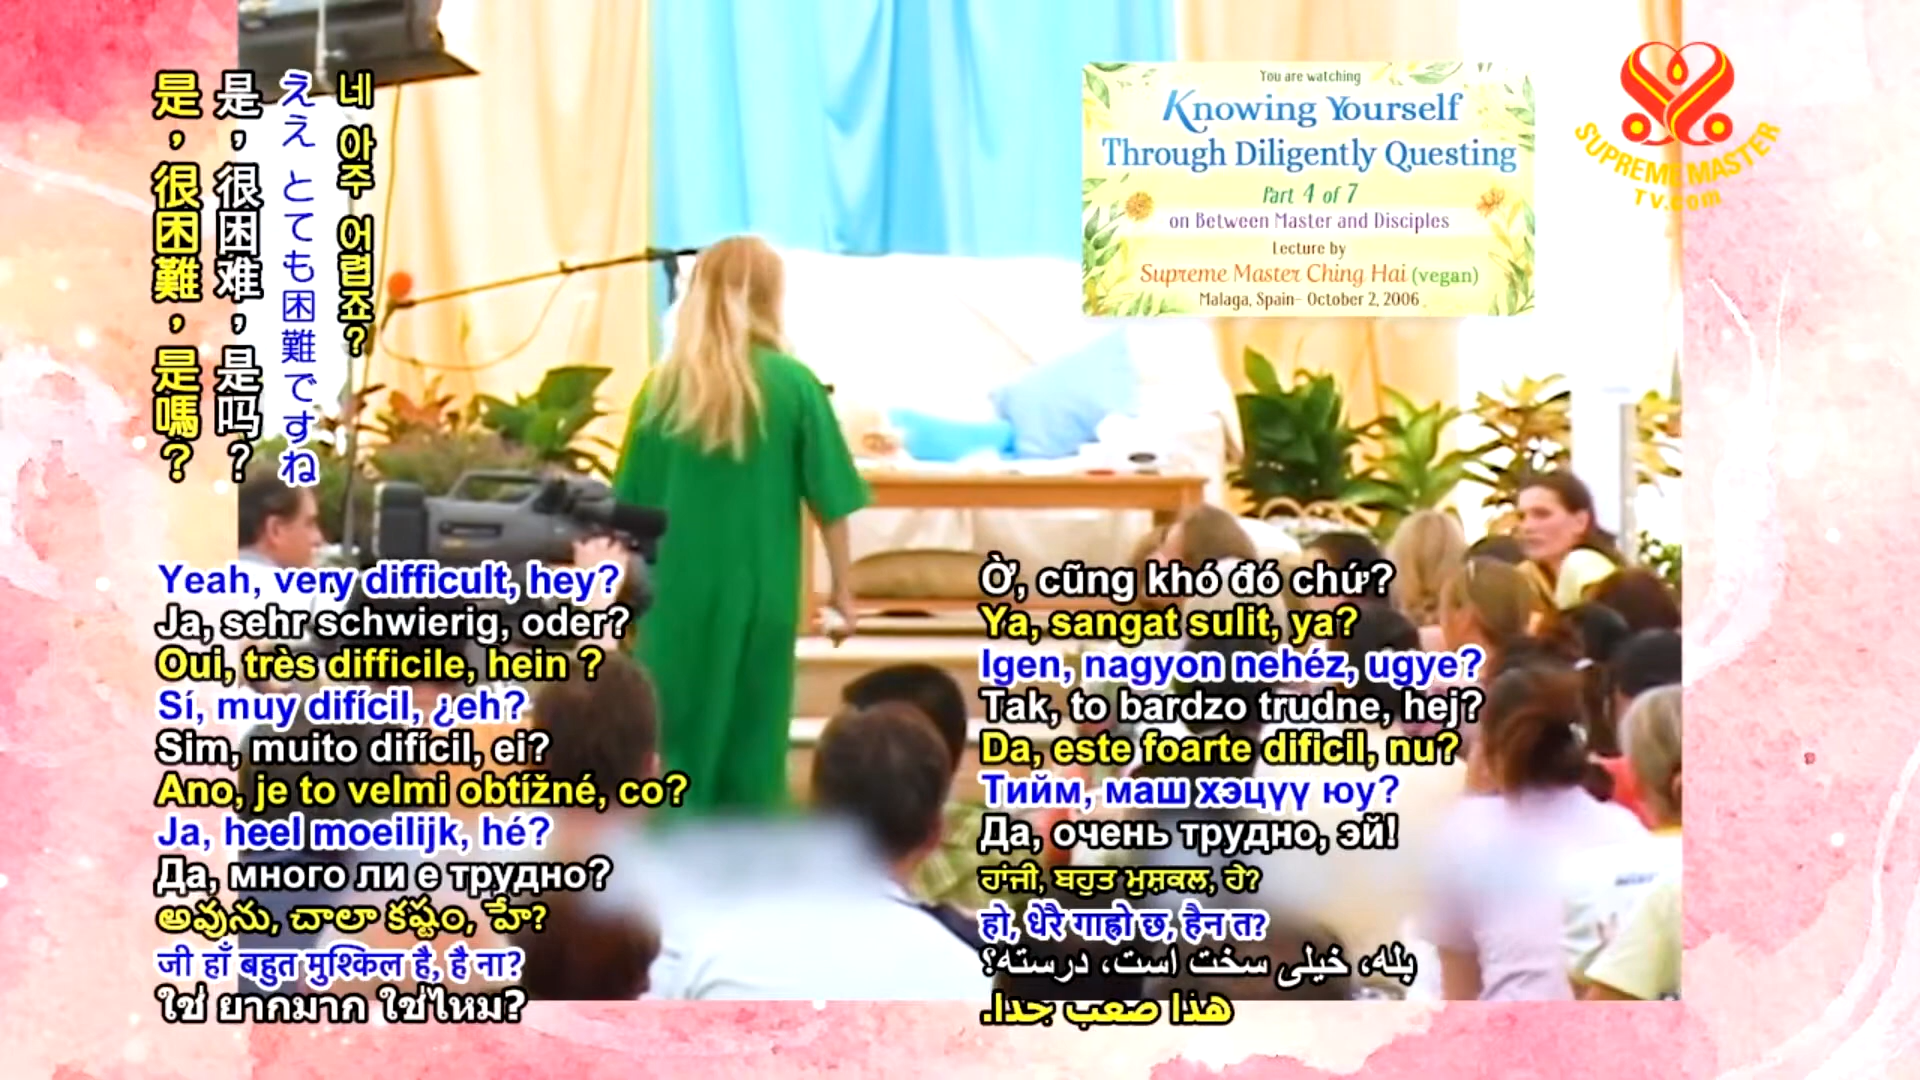 是，很困難，是嗎？
是，很困难，是吗？
ええ とても困難ですね
네 아주 어렵죠?
You are watching
Knowing Yourself
Through Diligently Questing
Part 4 of 7
on Between Master and Disciples
Lecture by
Supreme Master Ching Hai (vegan)
Malaga, Spain- October 2, 2006
SUPREME MASTER
TV.com
Yeah, very difficult, hey?
Ja, sehr schwierig, oder?
Oui, très difficile, hein ?
Sí, muy difícil, ¿eh?
Sim, muito difícil, ei?
Ano, je to velmi obtížné, co?
Ja, heel moeilijk, hé?
Да, много ли е трудно?
అవును, చాలా కష్టం, హే?
जी हाँ बहुत मुश्किल है, है ना?
ใช่ ยากมาก ใช่ไหม?
Ờ, cũng khó đó chứ?
Ya, sangat sulit, ya?
Igen, nagyon nehéz, ugye?
Tak, to bardzo trudne, hej?
Da, este foarte dificil, nu?
Тийм, маш хэцүү юу?
Да, очень трудно, эй!
ਹਾਂਜੀ, ਬਹੁਤ ਮੁਸ਼ਕਲ, ਹੇ?
हो, धेरै गाह्रो छ, हैन त?
بله، خیلی سخت است، درسته؟
هذا صعب جدا.